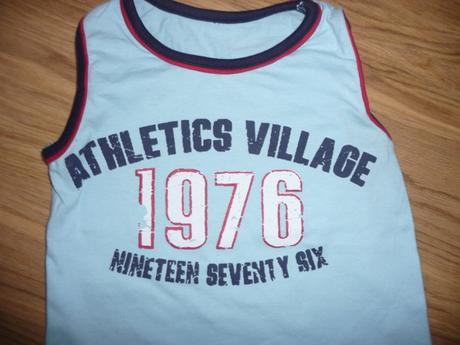 ATHLETICS VILLAGE
1976
NINETEEN SEVENTY SIX